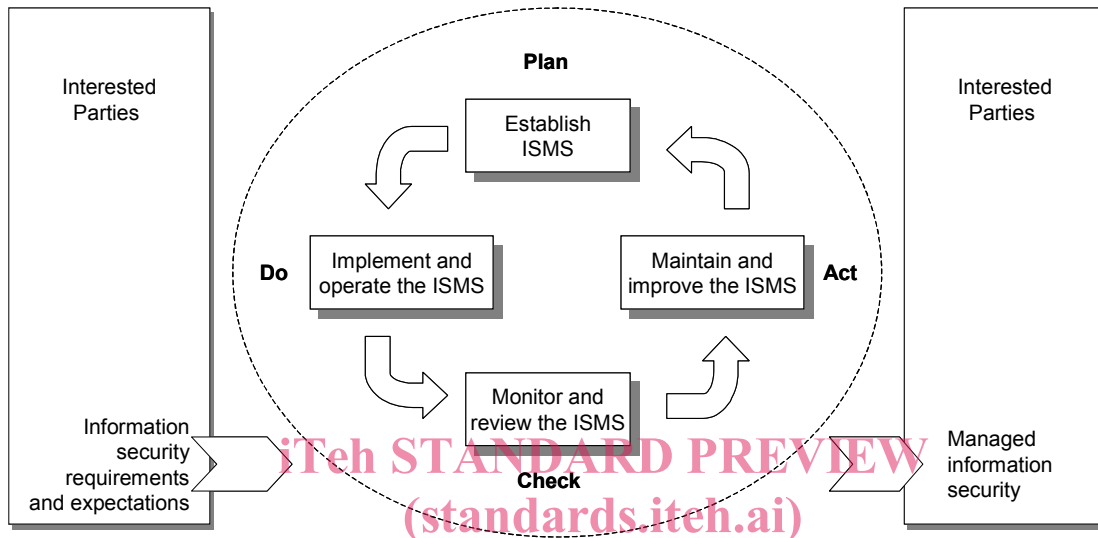 Interested
Parties
Information
security
requirements
and expectations
Plan
Establish
ISMS
Do
Implement and
operate the ISMS
Maintain and
improve the ISMS
Act
Monitor and
review the ISMS
Check
iTeh STANDARD PREVIEW
(standards.iteh.ai)
Interested
Parties
Managed
information
security